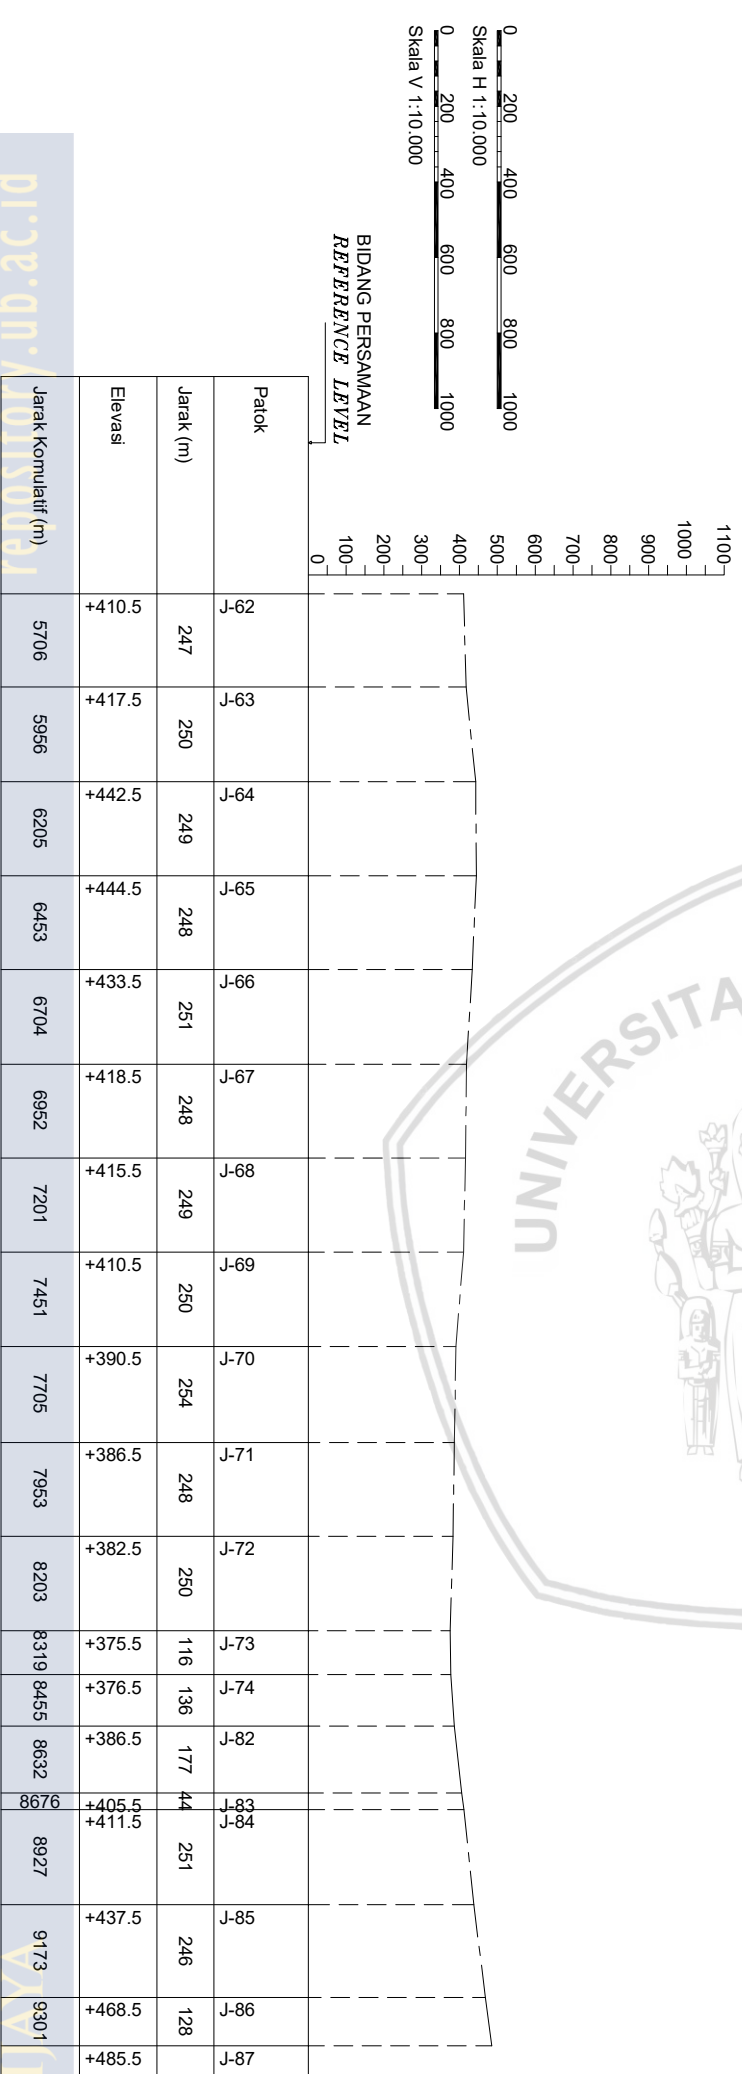 0 200 400 600 800 1000
Skala H 1:10.000
0 200 400 600 800 1000
Skala V 1:10.000
BIDANG PERSAMAAN
REFERENCE LEVEL
1100
1000
900
800
700
600
500
400
300
200
100
0
Patok J-62 J-63 J-64 J-65 J-66 J-67 J-68 J-69 J-70 J-71 J-72 J-73 J-74 J-82 J-83 J-84 J-85 J-86 J-87
Jarak (m) 247 250 249 248 251 248 249 250 254 248 250 116 136 177 44 251 246 128
Elevasi +410.5 +417.5 +442.5 +444.5 +433.5 +418.5 +415.5 +410.5 +390.5 +386.5 +382.5 +375.5 +376.5 +386.5 +405.5 +411.5 +437.5 +468.5 +485.5
Jarak Komulatif (m) 5706 5956 6205 6453 6704 6952 7201 7451 7705 7953 8203 8319 8455 8632 8676 8927 9173 9301
repository.ub.ac.id